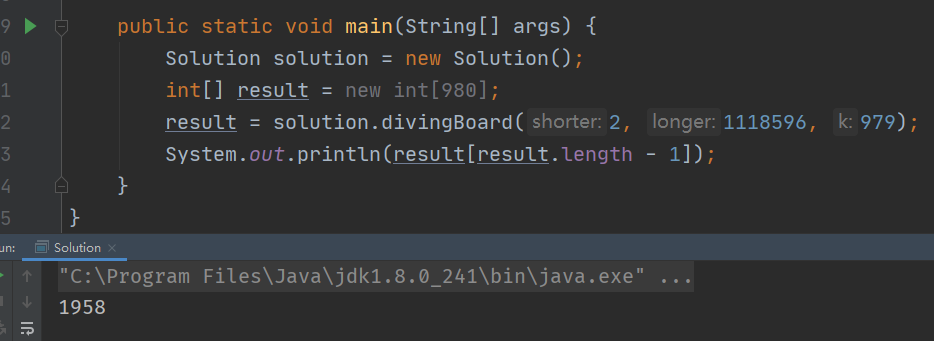 9 public static void main(String[] args) {
0 Solution solution = new Solution();
1 int[] result = new int[980];
2 result = solution.divingBoard( shorter: 2, longer: 1118596, k: 979);
3 System.out.println(result[result.length - 1]);
4 }
5 }
un: Solution ×
"C:\Program Files\Java\jdk1.8.0_241\bin\java.exe" ...
1958